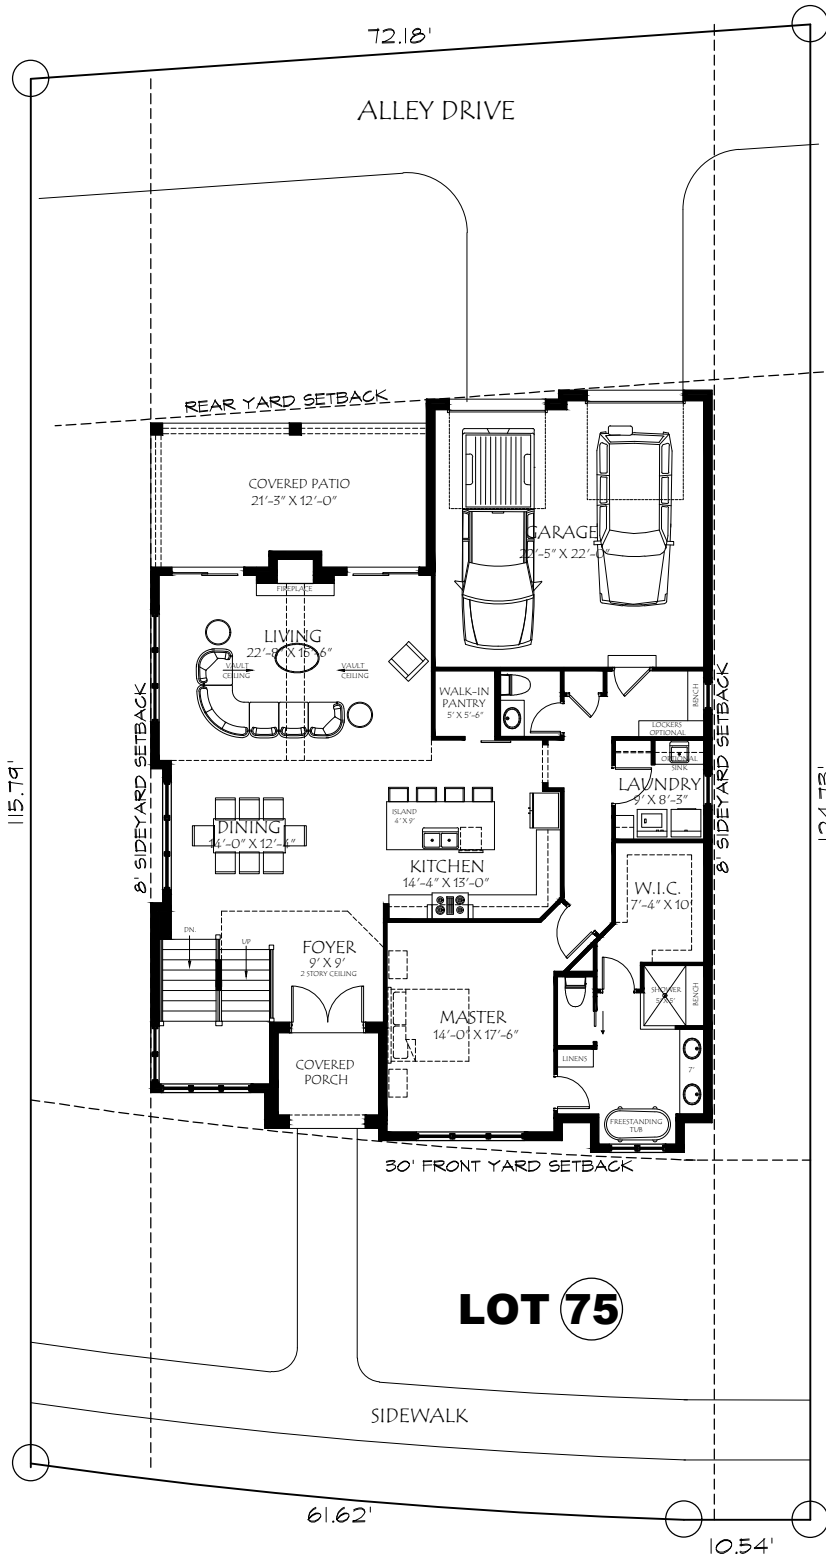 72.18'
ALLEY DRIVE
REAR YARD SETBACK
COVERED PATIO
21'-3" X 12'-0"
GARAGE
22'-5" X 22'-0"
FIREPLACE
LIVING
22'-8" X 15'-6"
VAULT
CEILING
VAULT
CEILING
WALK-IN
PANTRY
5' X 5'-6"
BENCH
LOCKERS
OPTIONAL
8' SIDEYARD SETBACK
8' SIDEYARD SETBACK
115.79'
OPTIONAL
SINK
LAUNDRY
9' X 8'-3"
ISLAND
4' X 9'
DINING
14'-0" X 12'-4"
KITCHEN
14'-4" X 13'-0"
W.I.C.
7'-4" X 10'
DN.
UP
FOYER
9' X 9'
2 STORY CEILING
SHOWER
5' X 5'
BENCH
MASTER
14'-0" X 17'-6"
COVERED
PORCH
LINENS
7'
FREESTANDING
TUB
30' FRONT YARD SETBACK
LOT 75
SIDEWALK
61.62'
10.54'